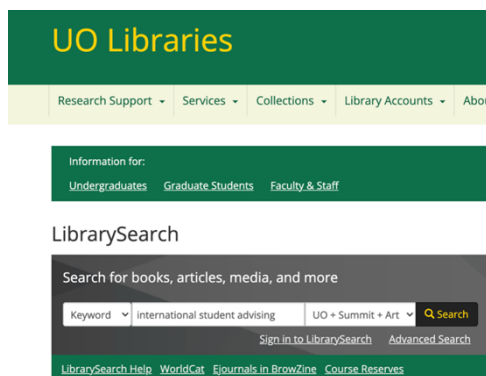 UO Libraries
Research Support Services Collections Library Accounts
Information for:
Undergraduates Graduate Students Faculty & Staff
LibrarySearch
Search for books, articles, media, and more
Keyword international student advising UO + Summit + Art Search
Sign in to LibrarySearch Advanced Search
LibrarySearch Help WorldCat Ejournals in BrowZine Course Reserves